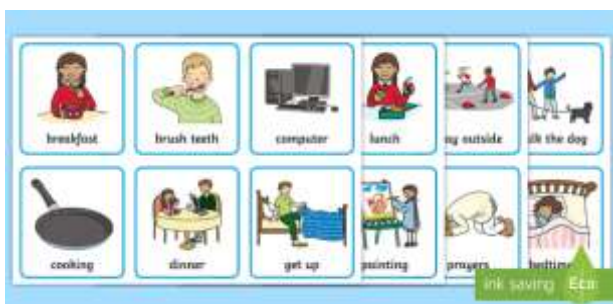 breakfast
brush teeth
computer
lunch
ay outside
lk the dog
cooking
dinner
get up
painting
prayers
bedtime
ink saving
Eco